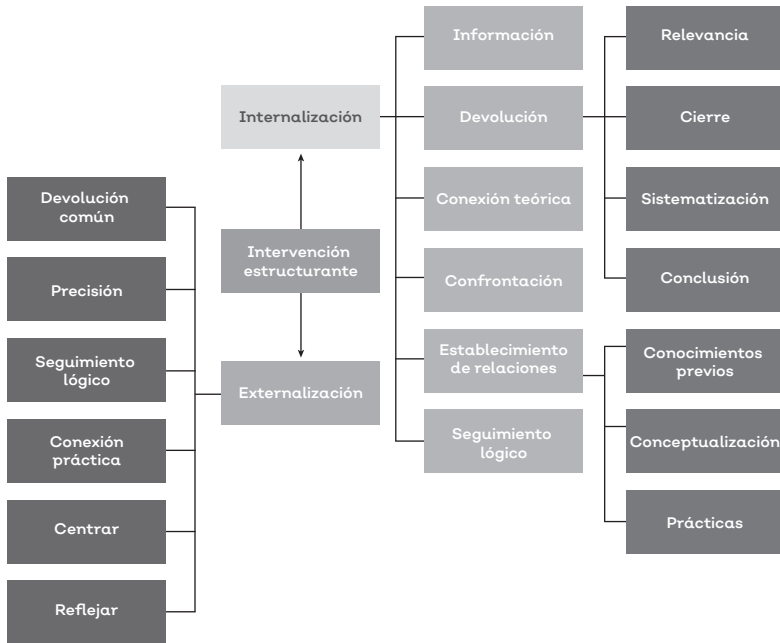 Información
Relevancia
Internalización
Devolución
Cierre
Devolución
común
Conexión teórica
Sistematización
Intervención
estructurante
Precisión
Confrontación
Conclusión
Seguimiento
lógico
Externalización
Establecimiento
de relaciones
Conocimientos
previos
Conexión
práctica
Seguimiento
lógico
Conceptualización
Centrar
Prácticas
Reflejar